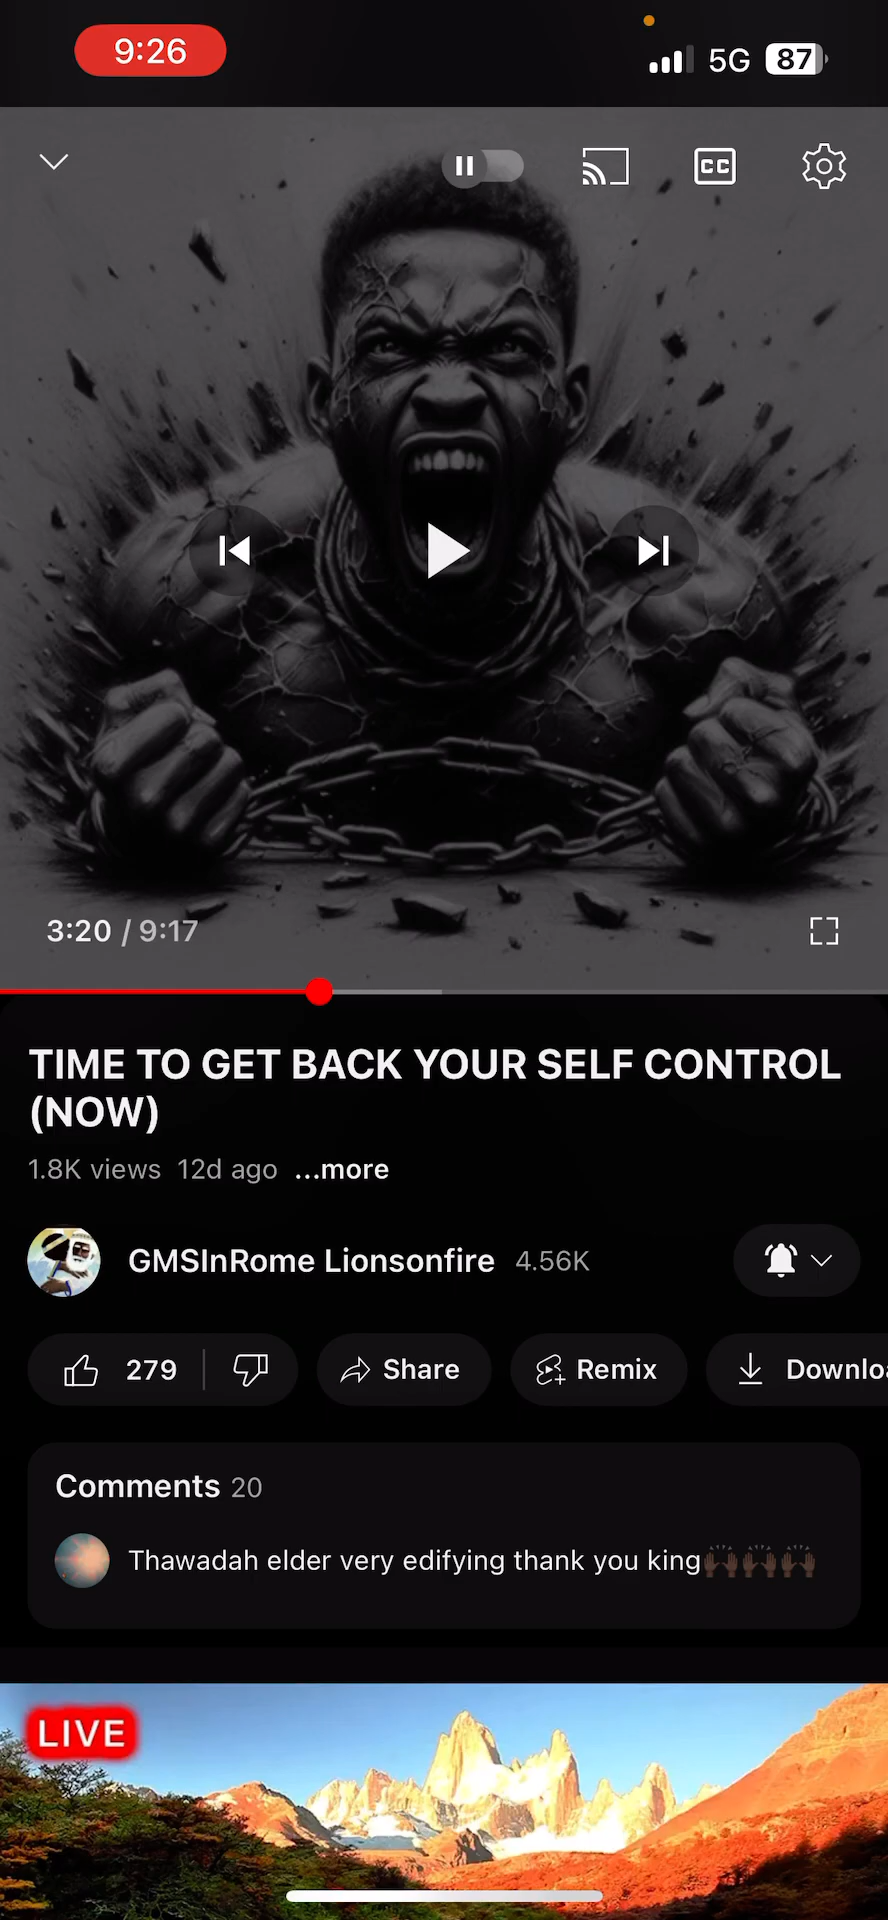 9:26
5G 87
CC
3:20 / 9:17
TIME TO GET BACK YOUR SELF CONTROL
(NOW)
1.8K views 12d ago ...more
GMSInRome Lionsonfire 4.56K
279 Share Remix Downlo
Comments 20
Thawadah elder very edifying thank you king🙌🏿🙌🏿🙌🏿
LIVE